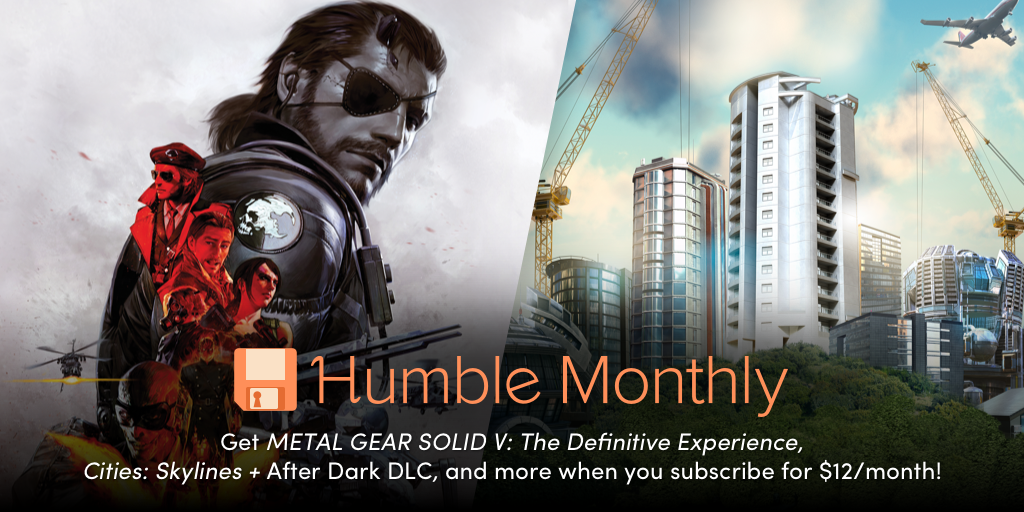 Humble Monthly
Get METAL GEAR SOLID V: The Definitive Experience,
Cities: Skylines + After Dark DLC, and more when you subscribe for $12/month!